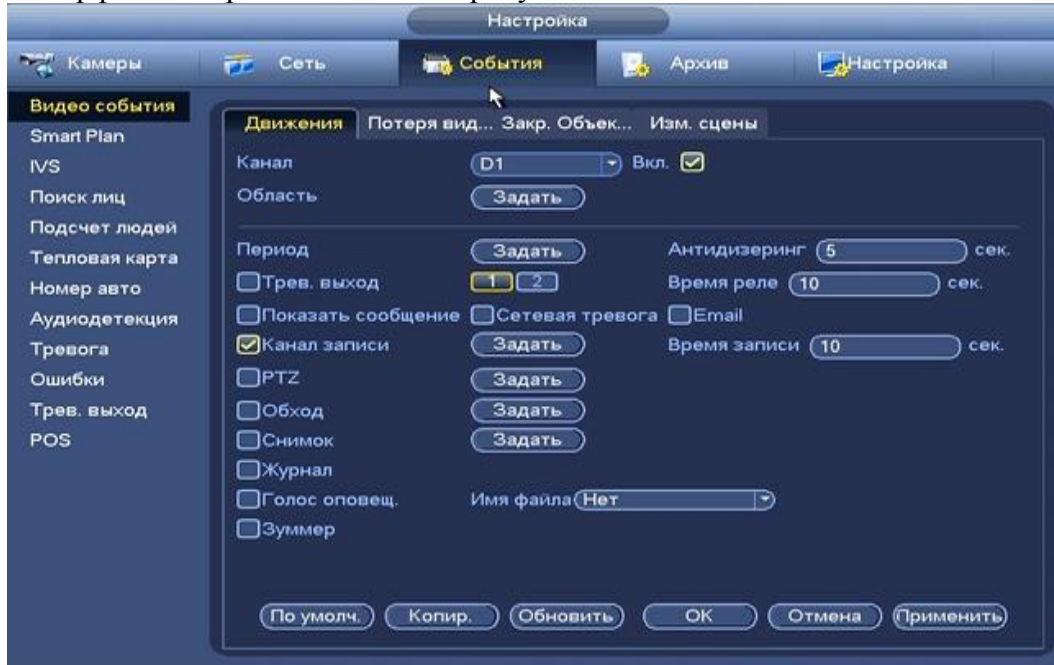 Настройка
Камеры Сеть События Архив Настройка
Видео события
Smart Plan
IVS
Поиск лиц
Подсчет людей
Тепловая карта
Номер авто
Аудиодетекция
Тревога
Ошибки
Трев. выход
POS
Движения Потеря вид... Закр. Объек... Изм. сцены
Канал D1 Вкл.
Область Задать
Период Задать Антидизеринг 5 сек.
Трев. выход 1 2 Время реле 10 сек.
Показать сообщение Сетевая тревога Email
Канал записи Задать Время записи 10 сек.
PTZ Задать
Обход Задать
Снимок Задать
Журнал
Голос оповещ. Имя файла Нет
Зуммер
По умолч. Копир. Обновить OK Отмена Применить